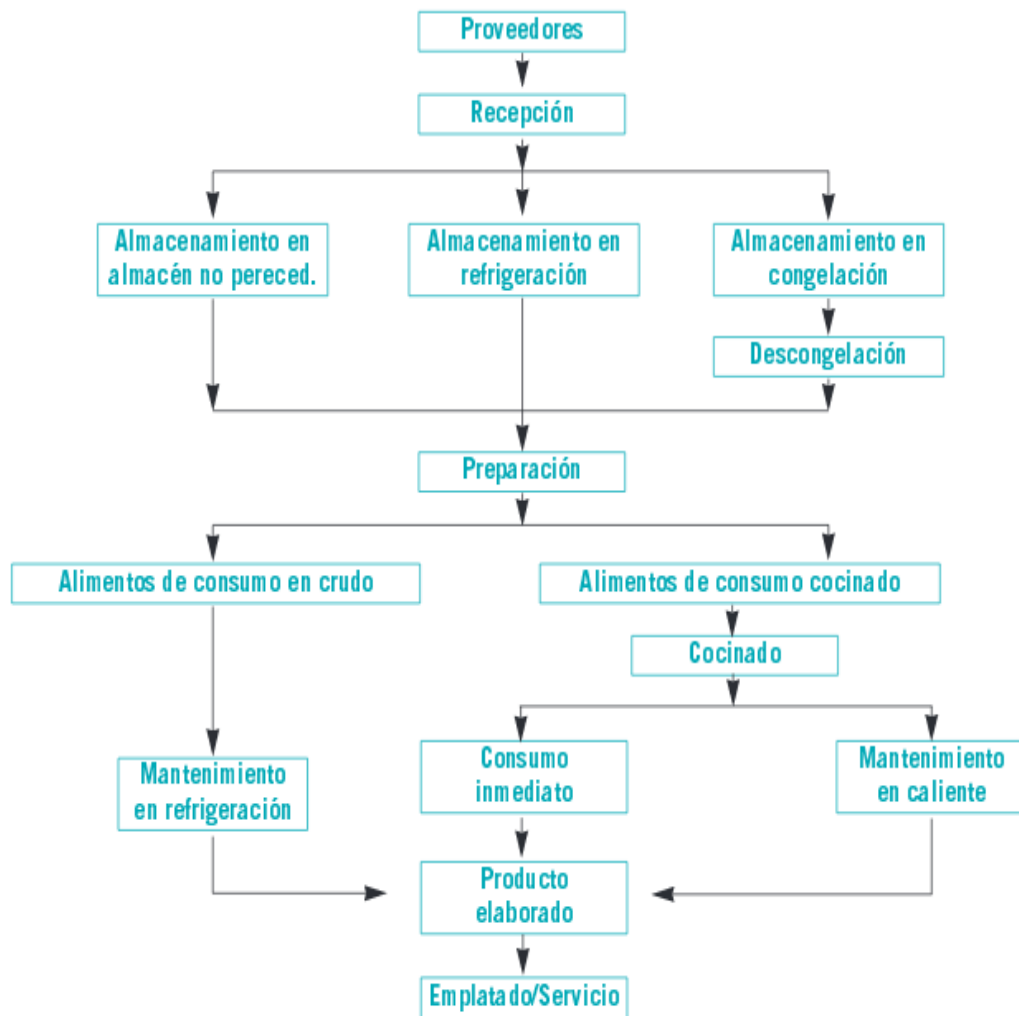 Proveedores
Recepción
Almacenamiento en
almacén no pereced.
Almacenamiento en
refrigeración
Almacenamiento en
congelación
Descongelación
Preparación
Alimentos de consumo en crudo
Alimentos de consumo cocinado
Cocinado
Mantenimiento
en refrigeración
Consumo
inmediato
Mantenimiento
en caliente
Producto
elaborado
Emplatado/Servicio